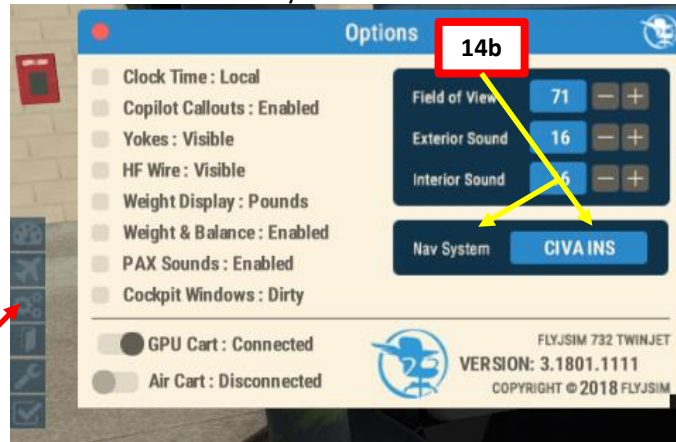 Options
14b
Clock Time : Local
Copilot Callouts : Enabled
Yokes : Visible
HF Wire : Visible
Weight Display : Pounds
Weight & Balance : Enabled
PAX Sounds : Enabled
Cockpit Windows : Dirty
Field of View 71 - +
Exterior Sound 16 - +
Interior Sound 6 - +
Nav System CIVA INS
GPU Cart : Connected
Air Cart : Disconnected
FLYJSIM 732 TWINJET
VERSION: 3.1801.1111
COPYRIGHT © 2018 FLYJSIM